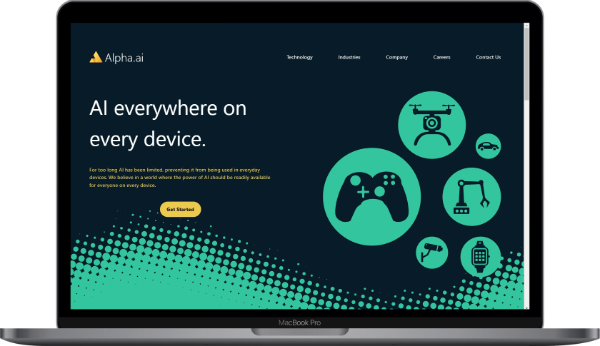 Alpha.ai
Technology
Industries
Company
Careers
Contact Us
AI everywhere on
every device.
For too long AI has been limited, preventing it from being used in everyday
devices. We believe in a world where the power of AI should be readily available
for everyone on every device.
Get Started
MacBook Pro